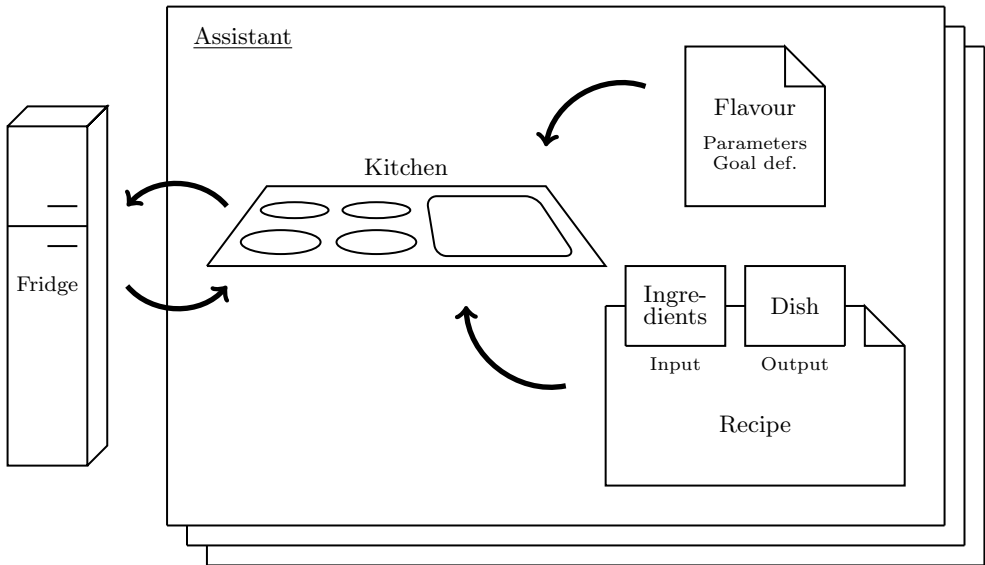 Assistant
Flavour
Parameters
Goal def.
Kitchen
Fridge
Ingre-
dients
Dish
Input
Output
Recipe